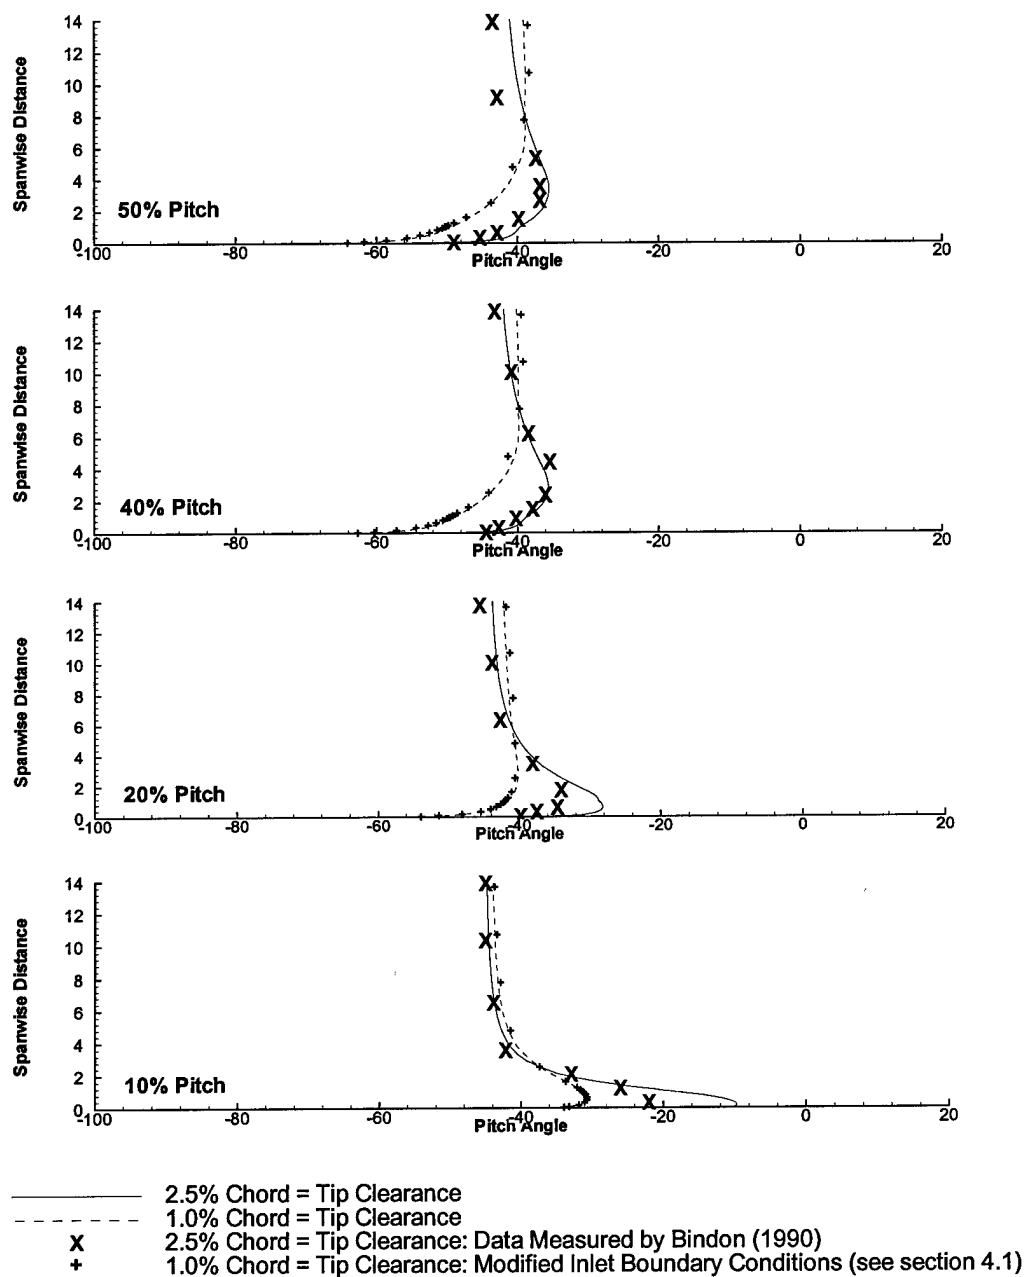 14
12
10
8
6
4
2
0
Spanwise Distance
50% Pitch
-100 -80 -60 -40 -20 0 20
Pitch Angle
14
12
10
8
6
4
2
0
Spanwise Distance
40% Pitch
-100 -80 -60 -40 -20 0 20
Pitch Angle
14
12
10
8
6
4
2
0
Spanwise Distance
20% Pitch
-100 -80 -60 -40 -20 0 20
Pitch Angle
14
12
10
8
6
4
2
0
Spanwise Distance
10% Pitch
-100 -80 -60 -40 -20 0 20
Pitch Angle
2.5% Chord = Tip Clearance
1.0% Chord = Tip Clearance
X 2.5% Chord = Tip Clearance: Data Measured by Bindon (1990)
+ 1.0% Chord = Tip Clearance: Modified Inlet Boundary Conditions (see section 4.1)